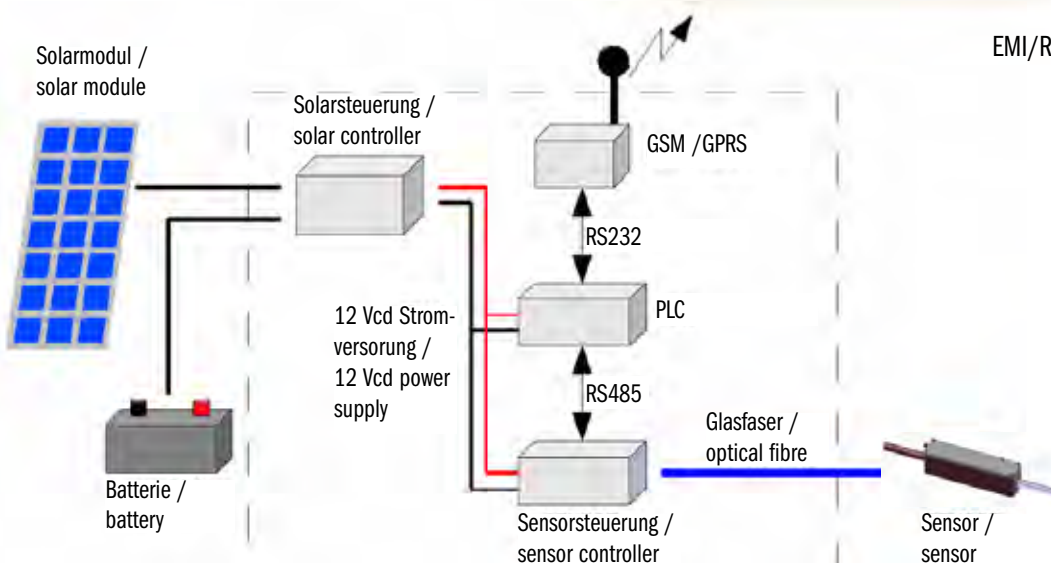 EMI/R
Solarmodul /
solar module
Solarsteuerung /
solar controller
GSM /GPRS
RS232
PLC
12 Vcd Strom-
versorung /
12 Vcd power
supply
RS485
Glasfaser /
optical fibre
Batterie /
battery
Sensorsteuerung /
sensor controller
Sensor /
sensor